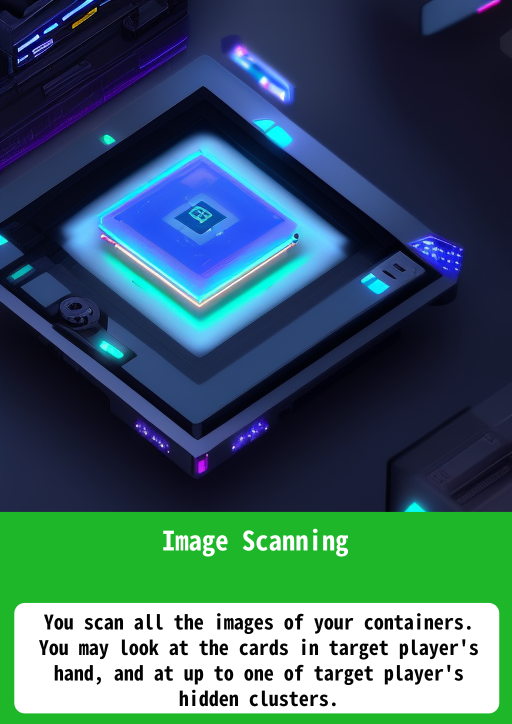 Image Scanning
You scan all the images of your containers.
You may look at the cards in target player's
hand, and at up to one of target player's
hidden clusters.